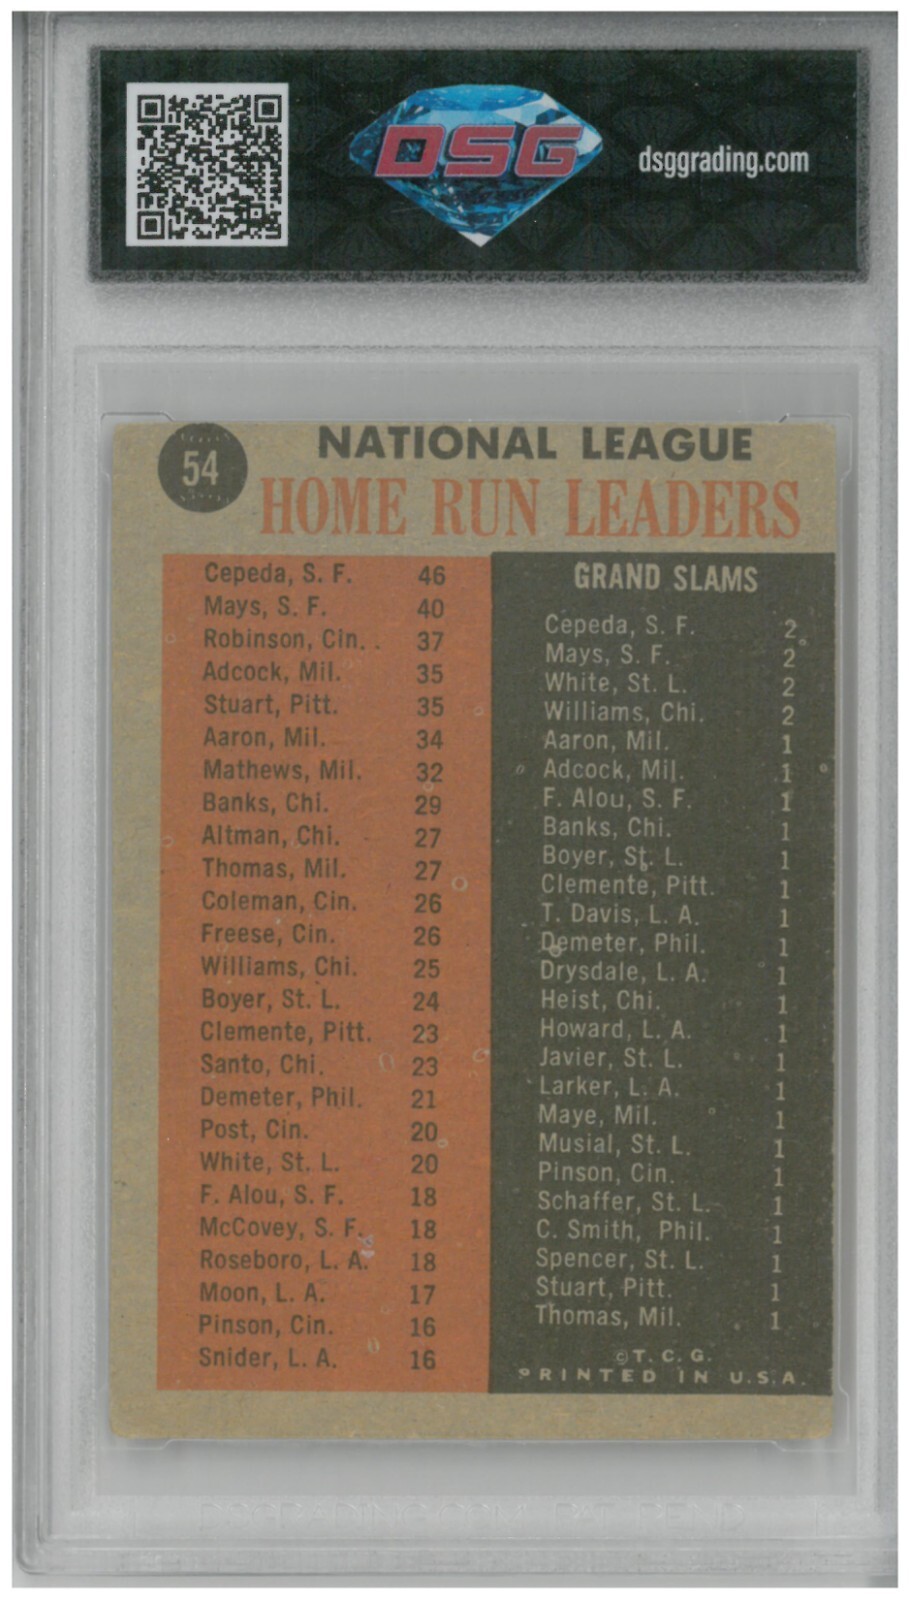 DSG
dsggrading.com
54
NATIONAL LEAGUE
HOME RUN LEADERS
Cepeda, S. F. 46
Mays, S. F. 40
Robinson, Cin. . 37
Adcock, Mil. 35
Stuart, Pitt. 35
Aaron, Mil. 34
Mathews, Mil. 32
Banks, Chi. 29
Altman, Chi. 27
Thomas, Mil. 27
Coleman, Cin. 26
Freese, Cin. 26
Williams, Chi. 25
Boyer, St. L. 24
Clemente, Pitt. 23
Santo, Chi. 23
Demeter, Phil. 21
Post, Cin. 20
White, St. L. 20
F. Alou, S. F. 18
McCovey, S. F. 18
Roseboro, L. A. 18
Moon, L. A. 17
Pinson, Cin. 16
Snider, L. A. 16
GRAND SLAMS
Cepeda, S. F. 2
Mays, S. F. 2
White, St. L. 2
Williams, Chi. 2
Aaron, Mil. 1
Adcock, Mil. 1
F. Alou, S. F. 1
Banks, Chi. 1
Boyer, St. L. 1
Clemente, Pitt. 1
T. Davis, L. A. 1
Demeter, Phil. 1
Drysdale, L. A. 1
Heist, Chi. 1
Howard, L. A. 1
Javier, St. L. 1
Larker, L. A. 1
Maye, Mil. 1
Musial, St. L. 1
Pinson, Cin. 1
Schaffer, St. L. 1
C. Smith, Phil. 1
Spencer, St. L. 1
Stuart, Pitt. 1
Thomas, Mil. 1
© T. C. G.
PRINTED IN U.S.A.